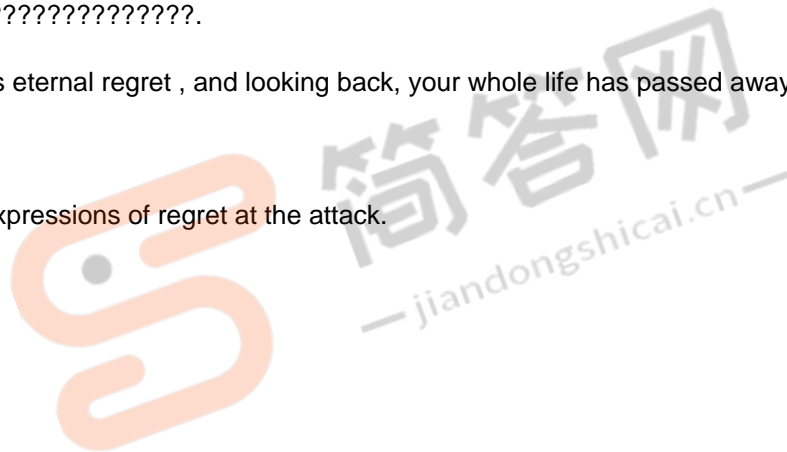 ??????????????.
s eternal regret , and looking back, your whole life has passed away
xpressions of regret at the attack.
简答网
jiandongshicai.cn